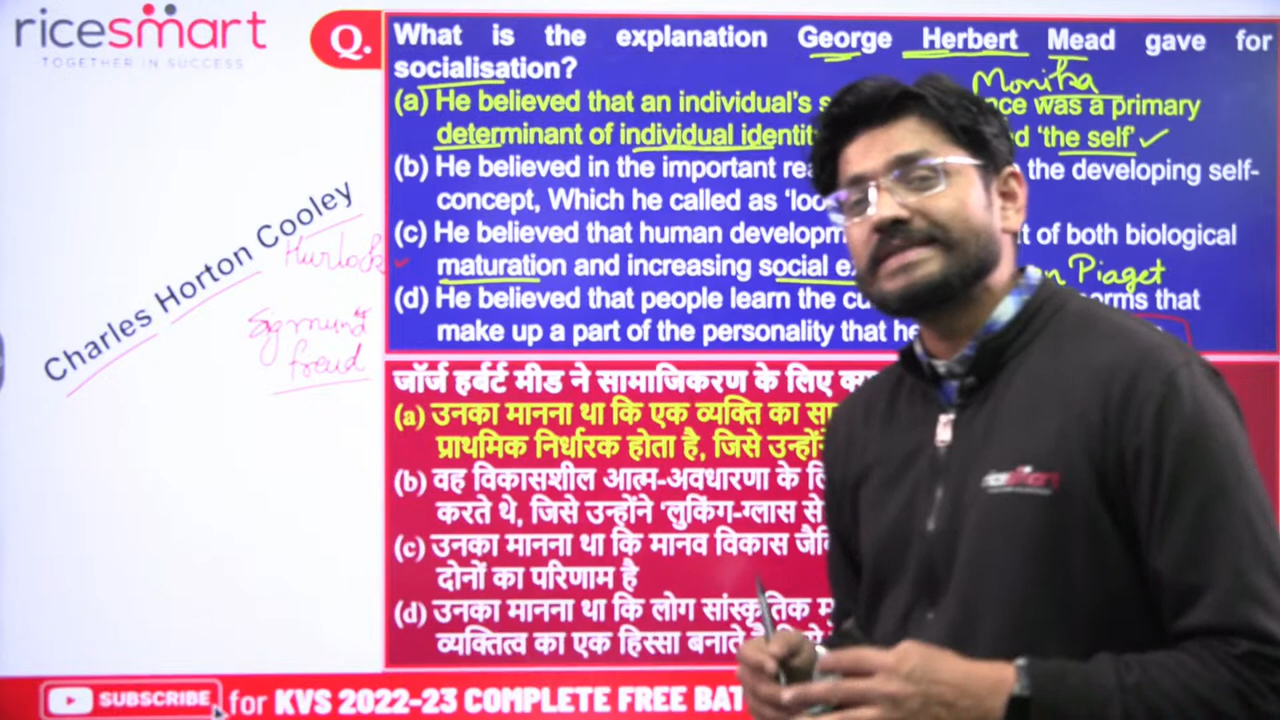 ricesmart
TOGETHER IN SUCCESS
Q.
What is the explanation George Herbert Mead gave for
socialisation?
Monika
(a) He believed that an individual's s nce was a primary
determinant of individual identit d 'the self'
(b) He believed in the important rea the developing self-
concept, Which he called as 'loo
(c) He believed that human developm t of both biological
maturation and increasing social e n Piaget
(d) He believed that people learn the cu orms that
make up a part of the personality that he
Charles Horton Cooley
Hurlock
Sigmund
freud
जॉर्ज हर्बर्ट मीड ने सामाजिकरण के लिए क्य
(a) उनका मानना था कि एक व्यक्ति का सा
प्राथमिक निर्धारक होता है, जिसे उन्होंने
(b) वह विकासशील आत्म-अवधारणा के लि
करते थे, जिसे उन्होंने 'लुकिंग-ग्लास से
(c) उनका मानना था कि मानव विकास जैवि
दोनों का परिणाम है
(d) उनका मानना था कि लोग सांस्कृतिक मू
व्यक्तित्व का एक हिस्सा बनाते
SUBSCRIBE for KVS 2022-23 COMPLETE FREE BAT
ricesmart